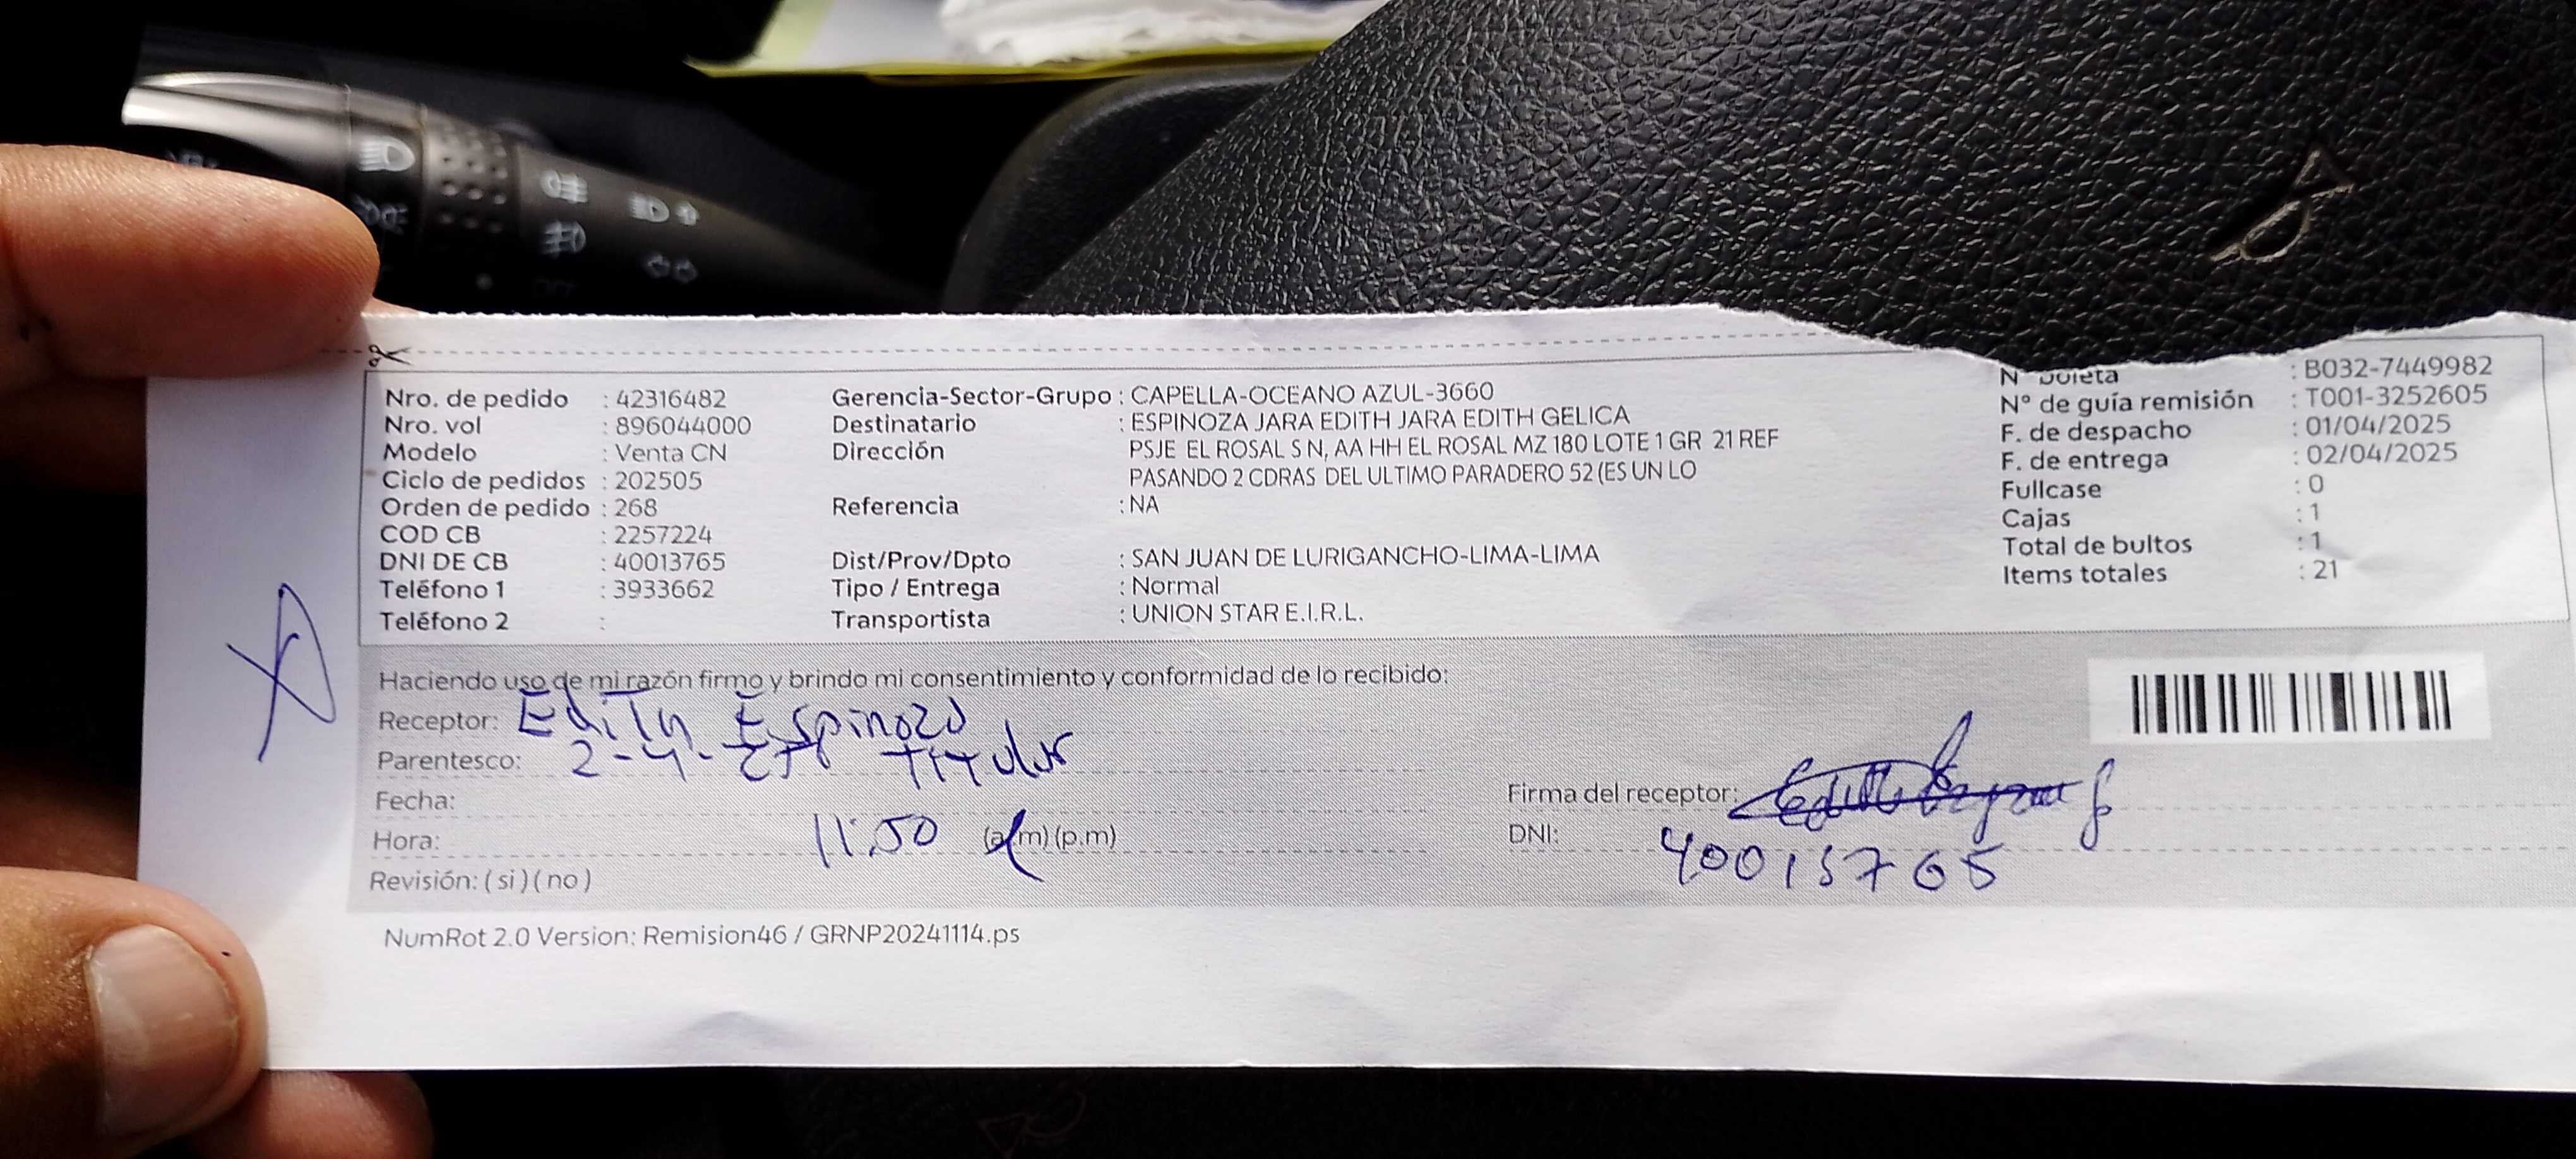 Nro. de pedido : 42316482
Nro. vol : 896044000
Modelo : Venta CN
Ciclo de pedidos : 202505
Orden de pedido : 268
COD CB : 2257224
DNI DE CB : 40013765
Teléfono 1 : 3933662
Teléfono 2 :
Gerencia-Sector-Grupo : CAPELLA-OCEANO AZUL-3660
Destinatario : ESPINOZA JARA EDITH JARA EDITH GELICA
Dirección PSJE EL ROSAL S N, AA HH EL ROSAL MZ 180 LOTE 1 GR 21 REF
PASANDO 2 CDRAS DEL ULTIMO PARADERO 52 (ES UN LO
Referencia : NA
Dist/Prov/Dpto : SAN JUAN DE LURIGANCHO-LIMA-LIMA
Tipo / Entrega : Normal
Transportista : UNION STAR E.I.R.L.
N° boleta : B032-7449982
N° de guía remisión : T001-3252605
F. de despacho : 01/04/2025
F. de entrega : 02/04/2025
Fullcase : 0
Cajas : 1
Total de bultos : 1
Items totales : 21
Haciendo uso de mi razón firmo y brindo mi consentimiento y conformidad de lo recibido:
Receptor: Edith Espinoza
Parentesco: 2-4- Titular
Fecha:
Hora: 11:50 (a.m) (p.m)
Revisión: ( si ) ( no )
Firma del receptor:
DNI: 40013765
NumRot 2.0 Version: Remision46 / GRNP20241114.ps